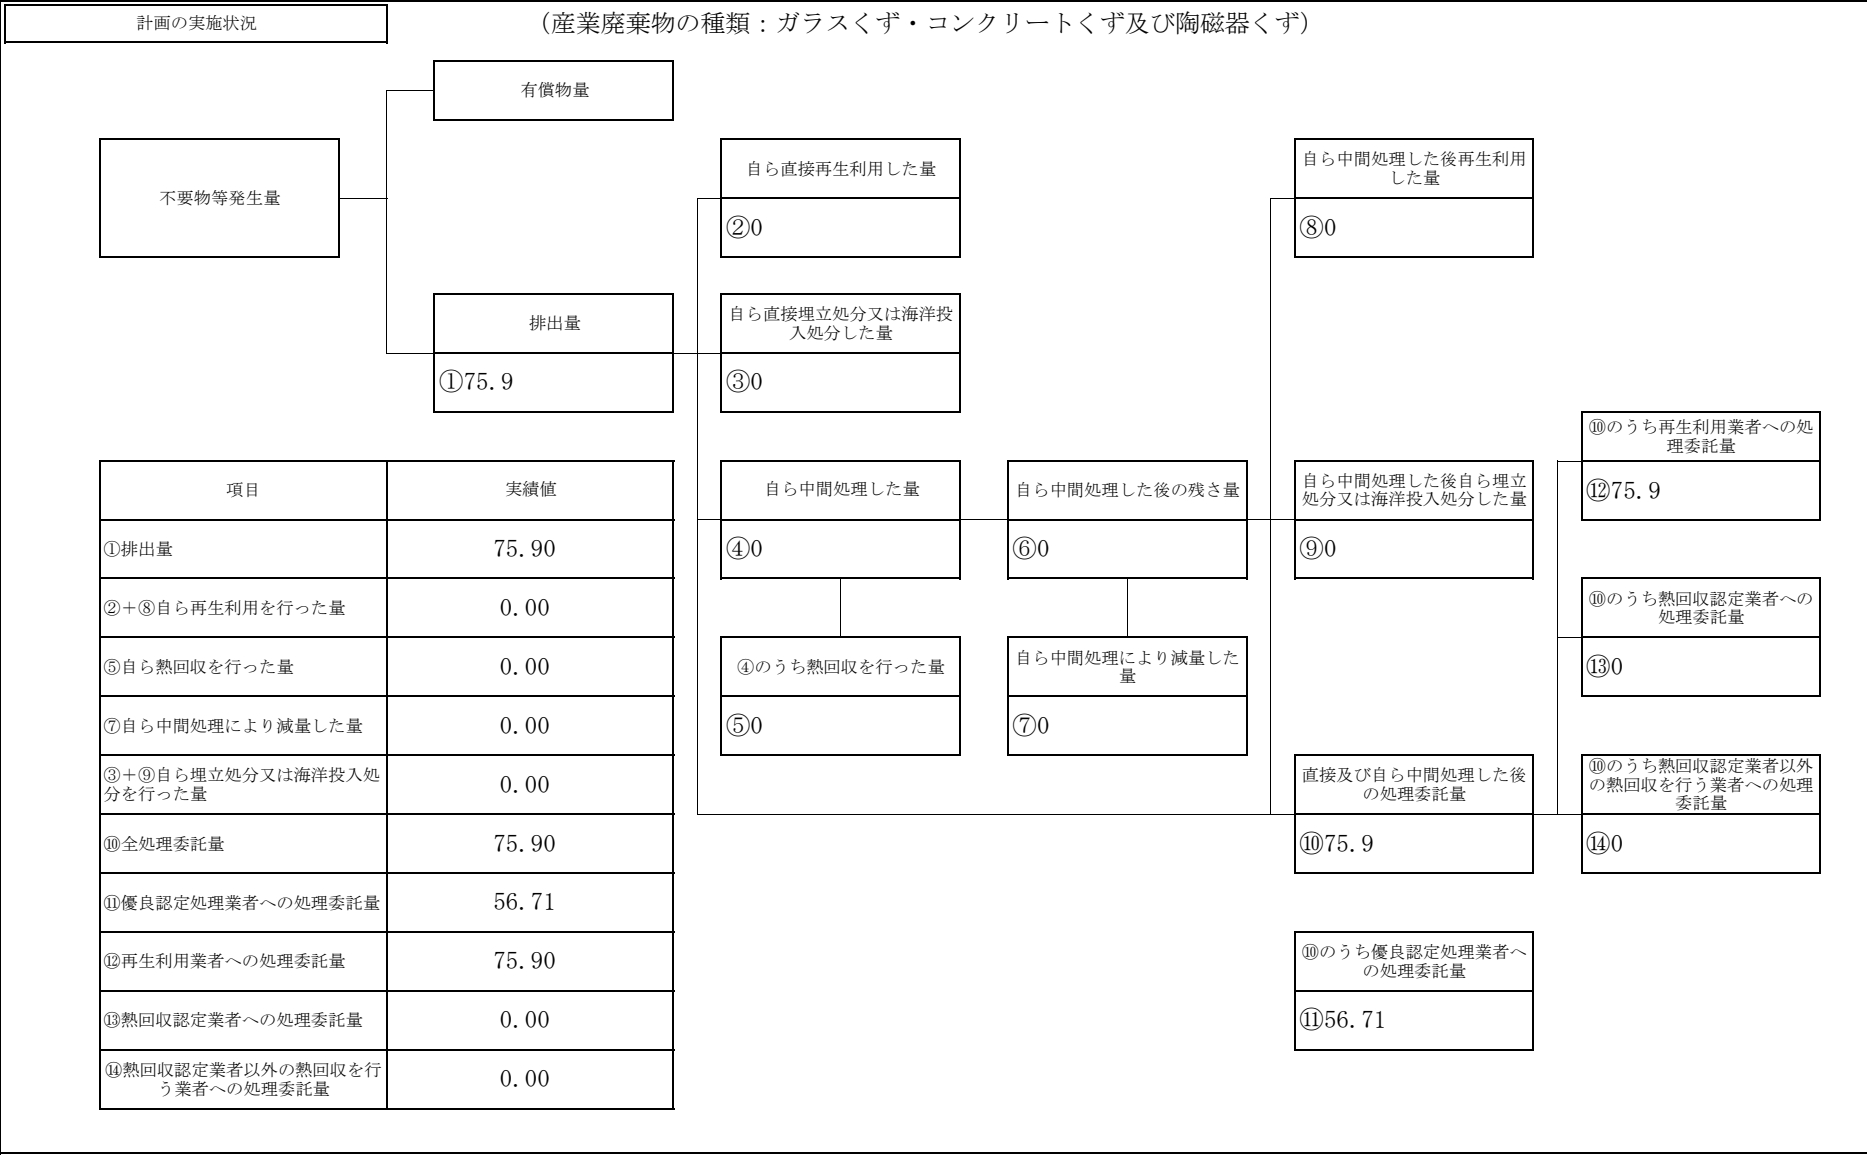 計画の実施状況
（産業廃棄物の種類：ガラスくず・コンクリートくず及び陶磁器くず）
有償物量
不要物等発生量
自ら直接再生利用した量
②0
自ら中間処理した後再生利用
した量
⑧0
排出量
①75.9
自ら直接埋立処分又は海洋投
入処分した量
③0
⑩のうち再生利用業者への処
理委託量
⑫75.9
自ら中間処理した量
④0
自ら中間処理した後の残さ量
⑥0
自ら中間処理した後自ら埋立
処分又は海洋投入処分した量
⑨0
⑩のうち熱回収認定業者への
処理委託量
⑬0
④のうち熱回収を行った量
⑤0
自ら中間処理により減量した
量
⑦0
直接及び自ら中間処理した後
の処理委託量
⑩75.9
⑩のうち熱回収認定業者以外
の熱回収を行う業者への処理
委託量
⑭0
⑩のうち優良認定処理業者へ
の処理委託量
⑪56.71
項目 実績値
①排出量 75.90
②＋⑧自ら再生利用を行った量 0.00
⑤自ら熱回収を行った量 0.00
⑦自ら中間処理により減量した量 0.00
③＋⑨自ら埋立処分又は海洋投入処
分を行った量 0.00
⑩全処理委託量 75.90
⑪優良認定処理業者への処理委託量 56.71
⑫再生利用業者への処理委託量 75.90
⑬熱回収認定業者への処理委託量 0.00
⑭熱回収認定業者以外の熱回収を行
う業者への処理委託量 0.00